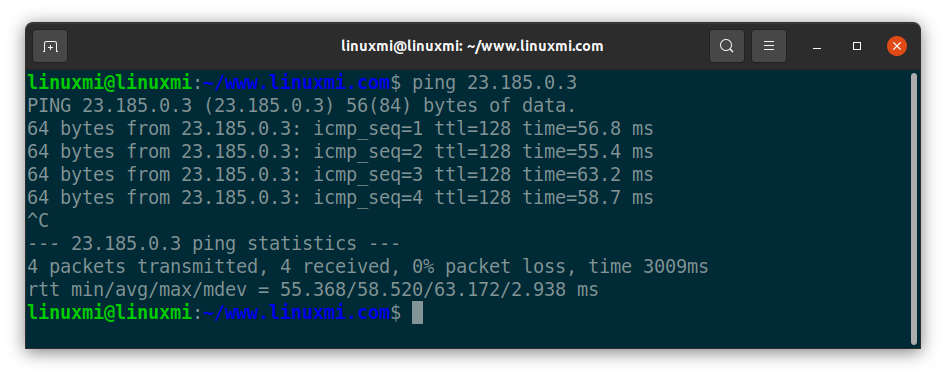 linuxmi@linuxmi: ~/www.linuxmi.com
linuxmi@linuxmi:~/www.linuxmi.com$ ping 23.185.0.3
PING 23.185.0.3 (23.185.0.3) 56(84) bytes of data.
64 bytes from 23.185.0.3: icmp_seq=1 ttl=128 time=56.8 ms
64 bytes from 23.185.0.3: icmp_seq=2 ttl=128 time=55.4 ms
64 bytes from 23.185.0.3: icmp_seq=3 ttl=128 time=63.2 ms
64 bytes from 23.185.0.3: icmp_seq=4 ttl=128 time=58.7 ms
^C
--- 23.185.0.3 ping statistics ---
4 packets transmitted, 4 received, 0% packet loss, time 3009ms
rtt min/avg/max/mdev = 55.368/58.520/63.172/2.938 ms
linuxmi@linuxmi:~/www.linuxmi.com$